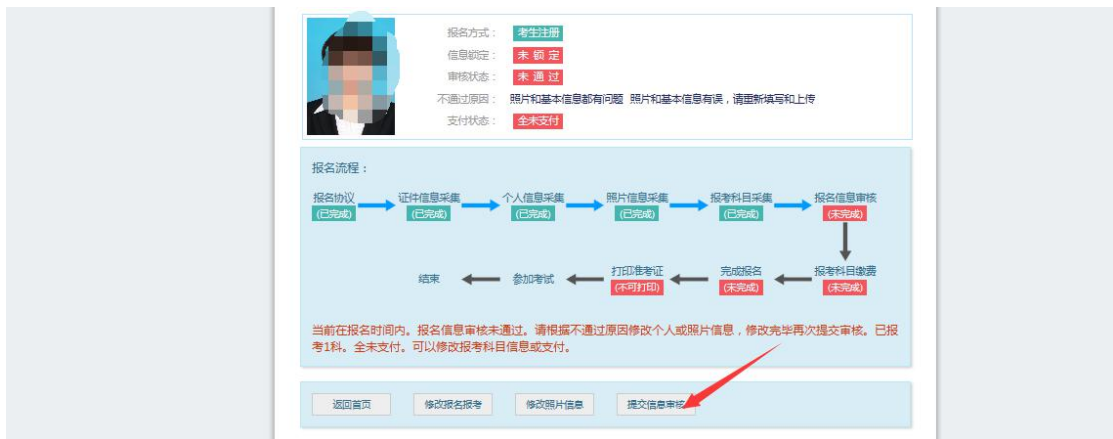 报名方式： 考生注册
信息锁定： 未 锁 定
审核状态： 未 通 过
不通过原因： 照片和基本信息都有问题 照片和基本信息有误，请重新填写和上传
支付状态： 全未支付
报名流程：
报名协议 证件信息采集 个人信息采集 照片信息采集 报考科目采集 报名信息审核
(已完成) (已完成) (已完成) (已完成) (已完成) (未完成)
结束 参加考试 打印准考证 完成报名 报考科目缴费
(不可打印) (未完成) (未完成)
当前在报名时间内。报名信息审核未通过。请根据不通过原因修改个人或照片信息，修改完毕再次提交审核。已报
考1科。全未支付。可以修改报考科目信息或支付。
返回首页 修改报名报考 修改照片信息 提交信息审核